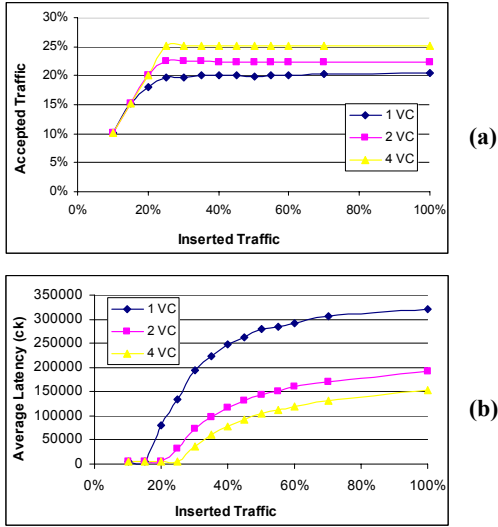 30%
25%
20%
15%
10%
5%
0%
Accepted Traffic
1 VC
2 VC
4 VC
0% 20% 40% 60% 80% 100%
Inserted Traffic
(a)
350000
300000
250000
200000
150000
100000
50000
0
Average Latency (ck)
1 VC
2 VC
4 VC
0% 20% 40% 60% 80% 100%
Inserted Traffic
(b)